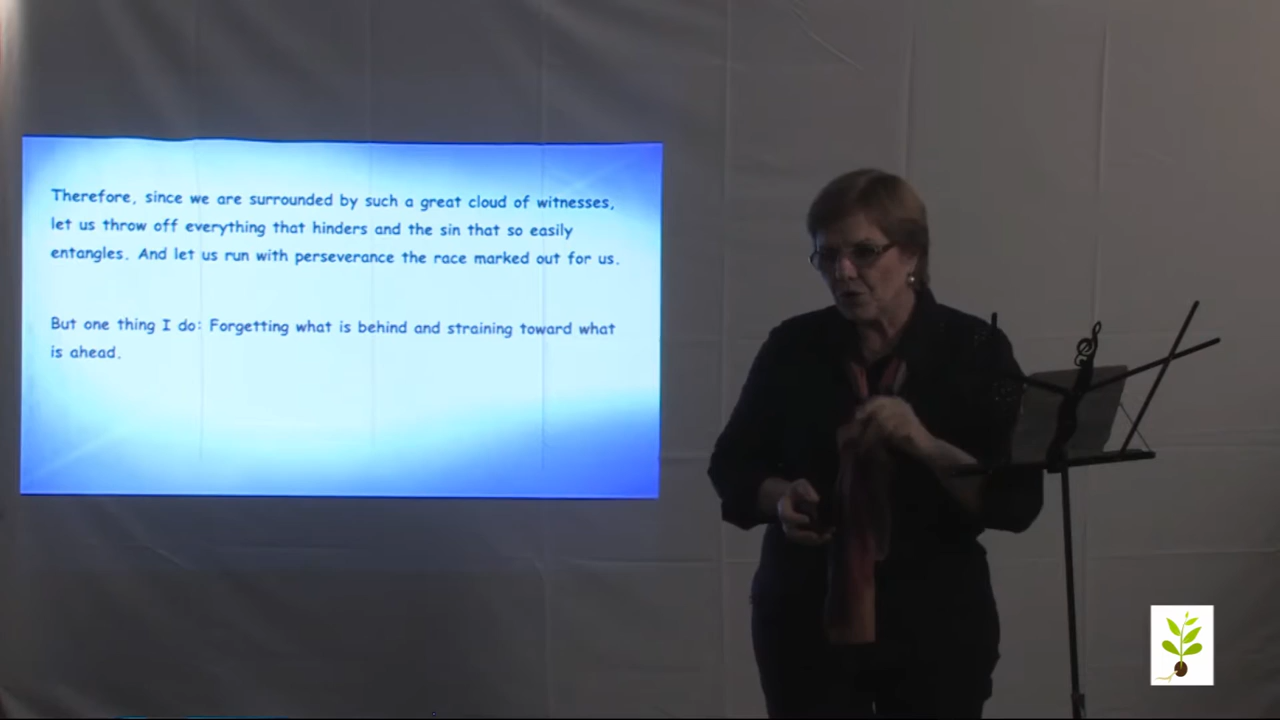 Therefore, since we are surrounded by such a great cloud of witnesses,
let us throw off everything that hinders and the sin that so easily
entangles. And let us run with perseverance the race marked out for us.
But one thing I do: Forgetting what is behind and straining toward what
is ahead.